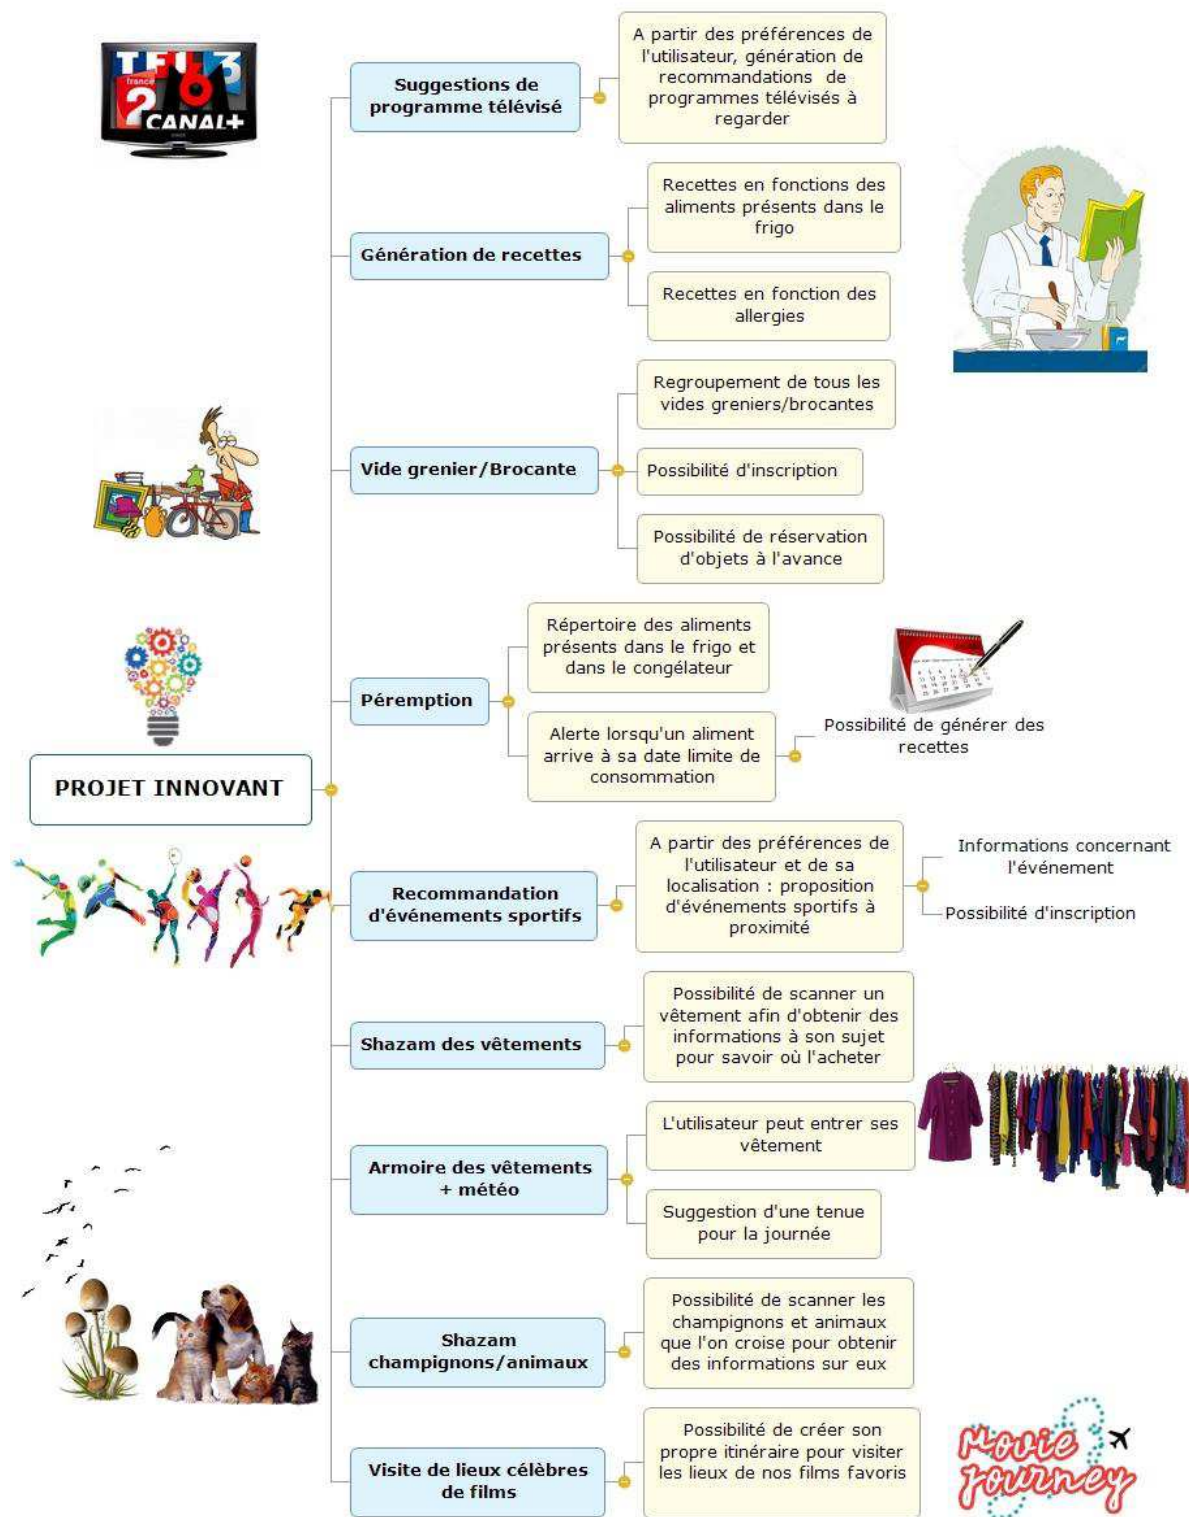 TF1
6
3
france
2
CANAL+
Suggestions de
programme télévisé
A partir des préférences de
l'utilisateur, génération de
recommandations de
programmes télévisés à
regarder
Génération de recettes
Recettes en fonctions des
aliments présents dans le
frigo
Recettes en fonction des
allergies
Vide grenier/Brocante
Regroupement de tous les
vides greniers/brocantes
Possibilité d'inscription
Possibilité de réservation
d'objets à l'avance
Péremption
Répertoire des aliments
présents dans le frigo et
dans le congélateur
Alerte lorsqu'un aliment
arrive à sa date limite de
consommation
Possibilité de générer des
recettes
PROJET INNOVANT
Recommandation
d'événements sportifs
A partir des préférences de
l'utilisateur et de sa
localisation : proposition
d'événements sportifs à
proximité
Informations concernant
l'événement
Possibilité d'inscription
Shazam des vêtements
Possibilité de scanner un
vêtement afin d'obtenir des
informations à son sujet
pour savoir où l'acheter
Armoire des vêtements
+ météo
L'utilisateur peut entrer ses
vêtement
Suggestion d'une tenue
pour la journée
Shazam
champignons/animaux
Possibilité de scanner les
champignons et animaux
que l'on croise pour obtenir
des informations sur eux
Visite de lieux célèbres
de films
Possibilité de créer son
propre itinéraire pour visiter
les lieux de nos films favoris
movie
journey